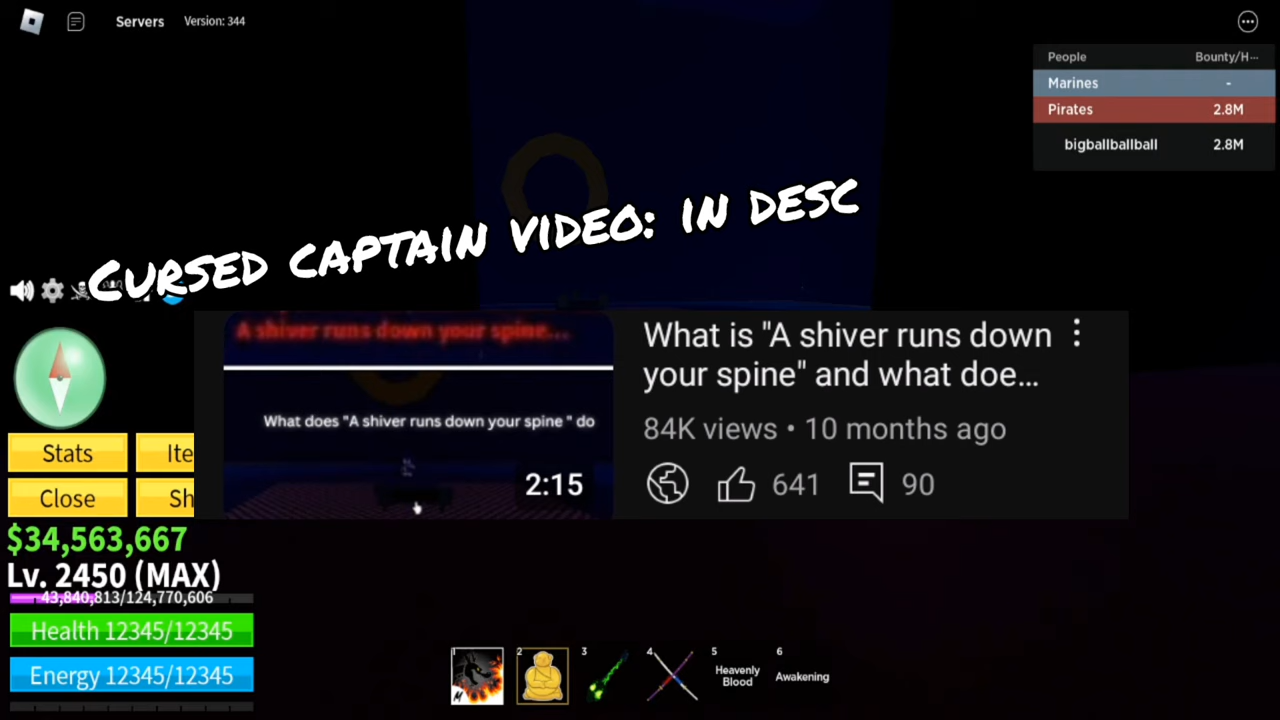 Servers Version: 344
People Bounty/H...
Marines -
Pirates 2.8M
bigballballball 2.8M
CURSED CAPTAIN VIDEO: IN DESC
A shiver runs down your spine...
What does "A shiver runs down your spine " do
2:15
What is "A shiver runs down
your spine" and what doe...
84K views • 10 months ago
641 90
Stats Ite
Close Sh
$34,563,667
Lv. 2450 (MAX)
43,840,813/124,770,606
Health 12345/12345
Energy 12345/12345
1 2 3 4 5 6
Heavenly
Blood
Awakening